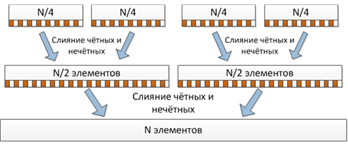 N/4 N/4 N/4 N/4
Слияние чётных и
нечётных
Слияние чётных и
нечётных
N/2 элементов N/2 элементов
Слияние чётных и
нечётных
N элементов